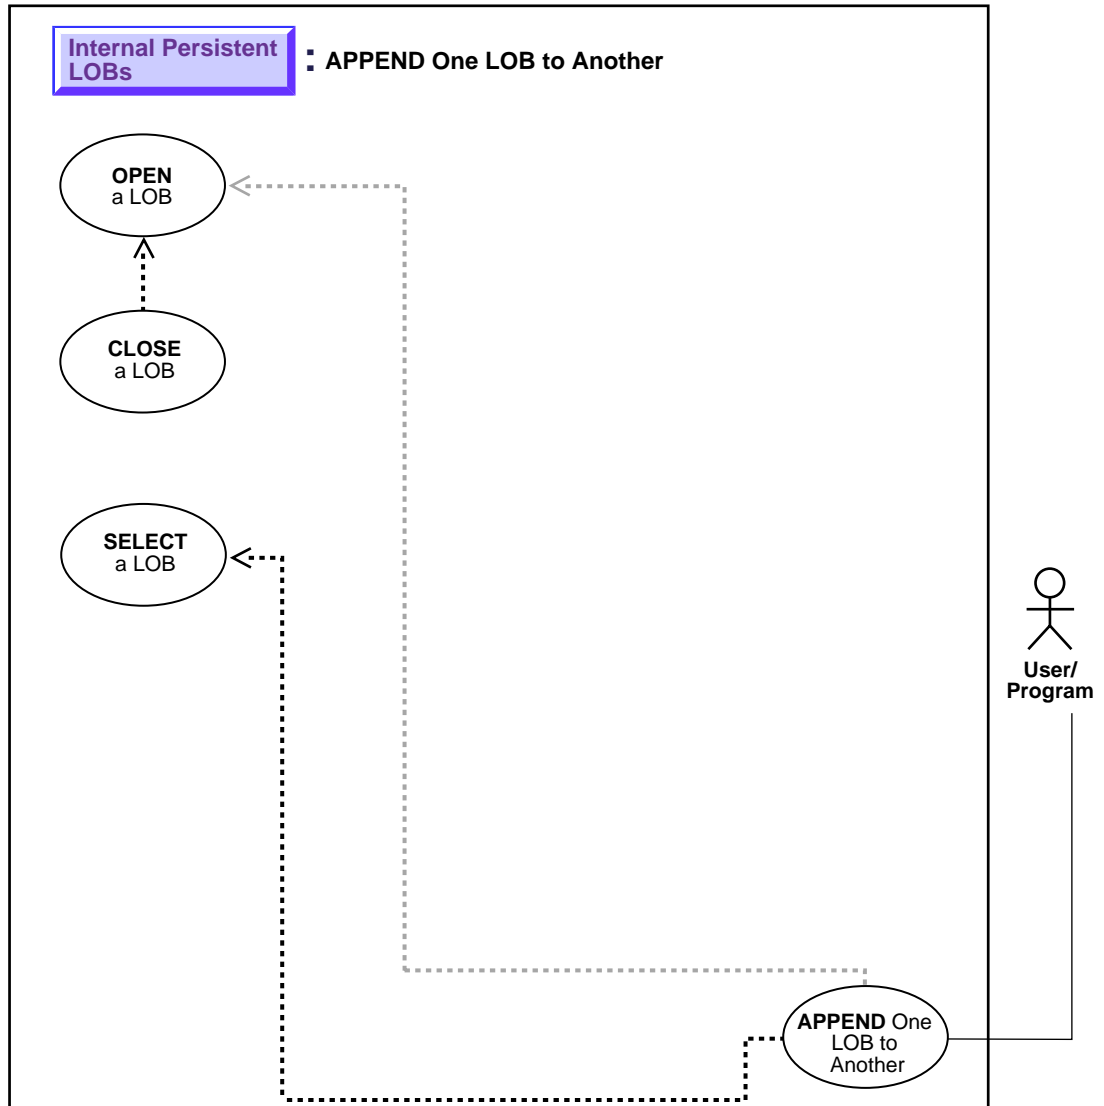 Internal Persistent
LOBs
: APPEND One LOB to Another
OPEN
a LOB
CLOSE
a LOB
SELECT
a LOB
User/
Program
APPEND One
LOB to
Another